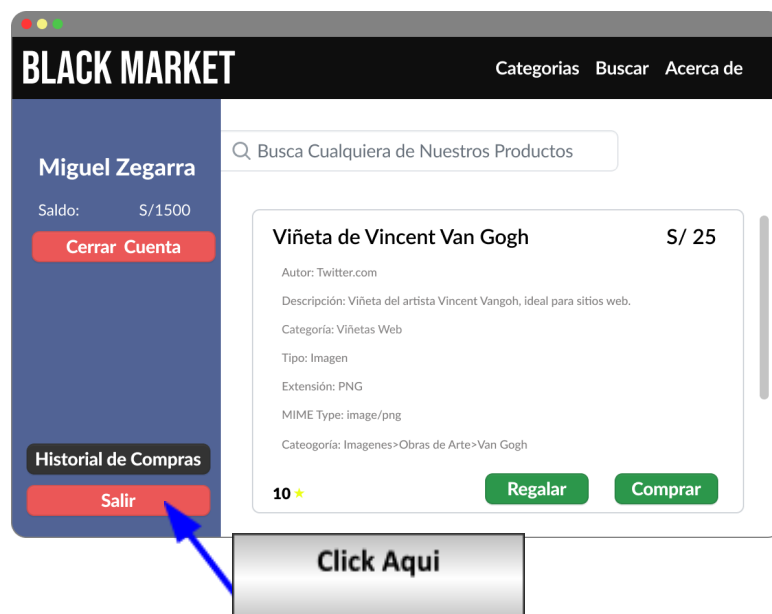 BLACK MARKET
Categorias Buscar Acerca de
Miguel Zegarra
Saldo: S/1500
Cerrar Cuenta
Historial de Compras
Salir
Busca Cualquiera de Nuestros Productos
Viñeta de Vincent Van Gogh S/ 25
Autor: Twitter.com
Descripción: Viñeta del artista Vincent Vangoh, ideal para sitios web.
Categoría: Viñetas Web
Tipo: Imagen
Extensión: PNG
MIME Type: image/png
Cateogoría: Imagenes>Obras de Arte>Van Gogh
10 Regalar Comprar
Click Aqui